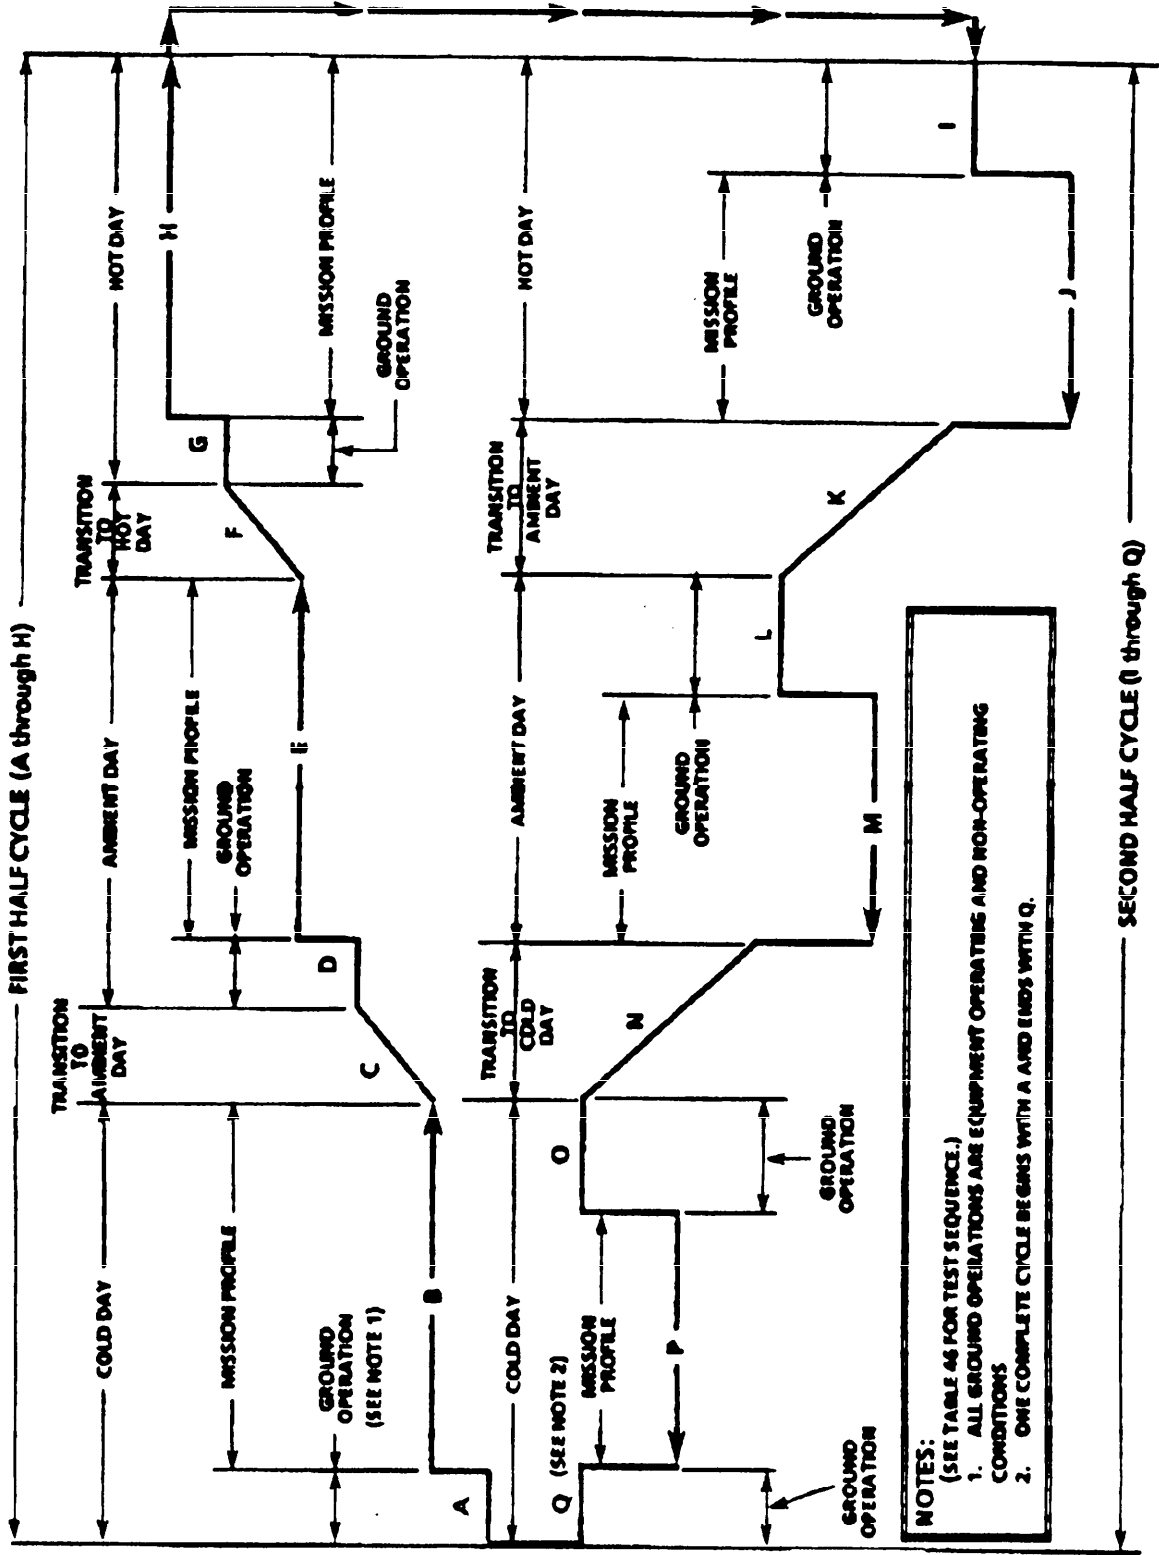 FIRST HALF CYCLE (A through H)
COLD DAY
TRANSITION
TO
AMBIENT
DAY
AMBIENT DAY
TRANSITION
TO
HOT
DAY
HOT DAY
MISSION PROFILE
GROUND
OPERATION
(SEE NOTE 1)
MISSION PROFILE
GROUND
OPERATION
MISSION PROFILE
GROUND
OPERATION
A
B
C
D
E
F
G
H
COLD DAY
TRANSITION
TO
COLD
DAY
AMBIENT DAY
TRANSITION
TO
AMBIENT
DAY
HOT DAY
Q (SEE NOTE 2)
MISSION
PROFILE
P
O
N
MISSION
PROFILE
GROUND
OPERATION
M
L
K
MISSION
PROFILE
GROUND
OPERATION
J
I
GROUND
OPERATION
GROUND
OPERATION
NOTES:
(SEE TABLE 46 FOR TEST SEQUENCE.)
1. ALL GROUND OPERATIONS ARE EQUIPMENT OPERATING AND NON-OPERATING
CONDITIONS
2. ONE COMPLETE CYCLE BEGINS WITH A AND ENDS WITH Q.
SECOND HALF CYCLE (I through Q)